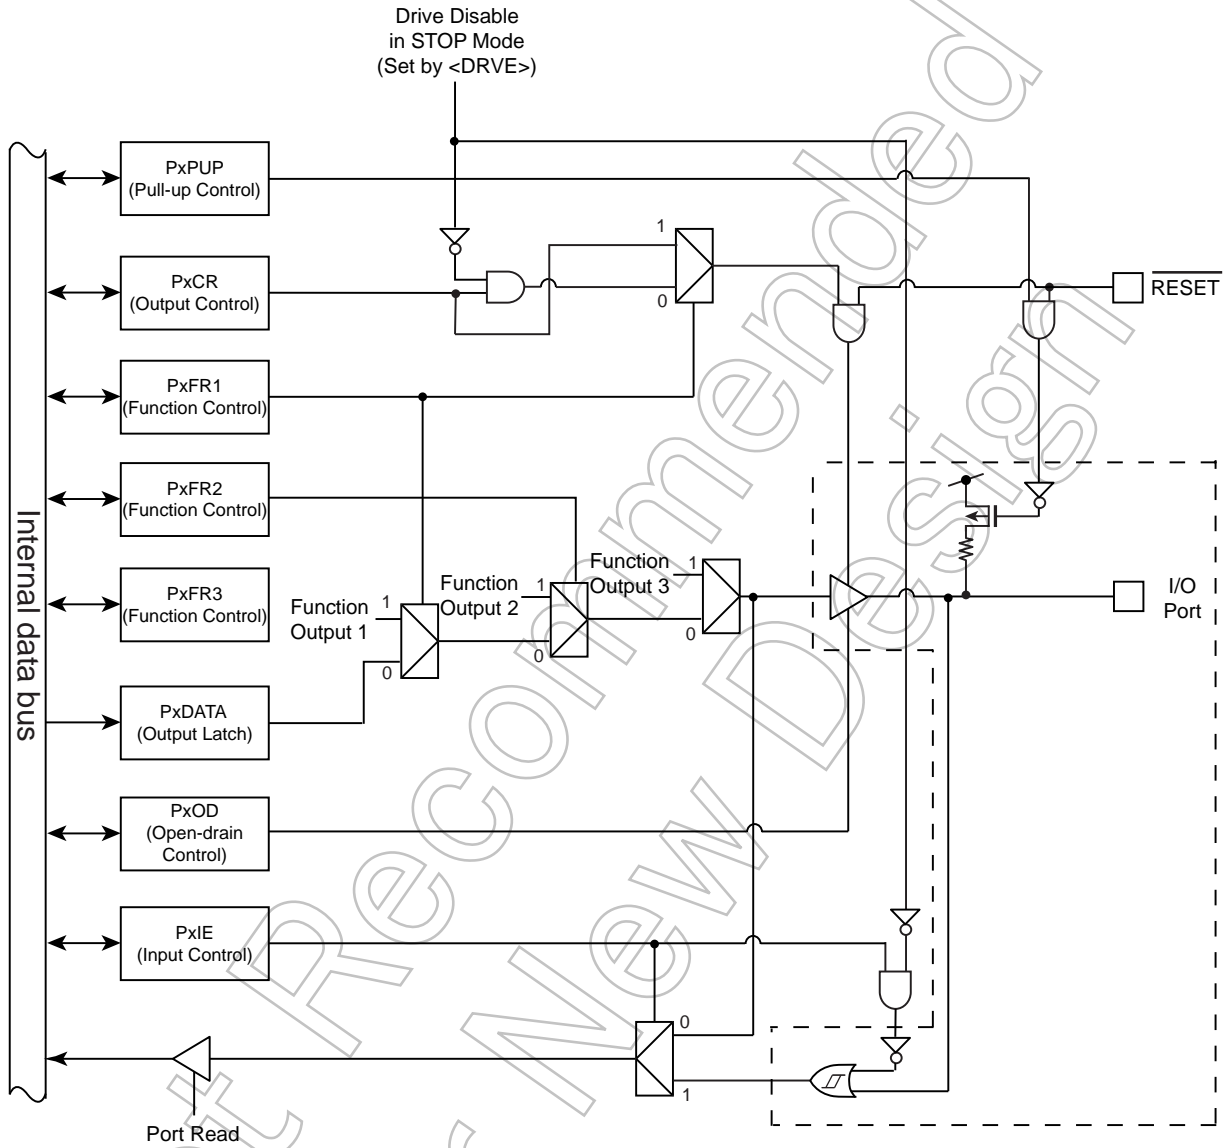 Drive Disable
in STOP Mode
(Set by <DRVE>)
PxPUP
(Pull-up Control)
1
PxCR
(Output Control)
0
RESET
PxFR1
(Function Control)
PxFR2
(Function Control)
Internal data bus
PxFR3
(Function Control)
Function
Output 1
1
0
Function
Output 2
1
0
Function
Output 3
1
0
I/O
Port
PxDATA
(Output Latch)
PxOD
(Open-drain
Control)
PxIE
(Input Control)
0
1
Port Read
Not Recommended
for New Design